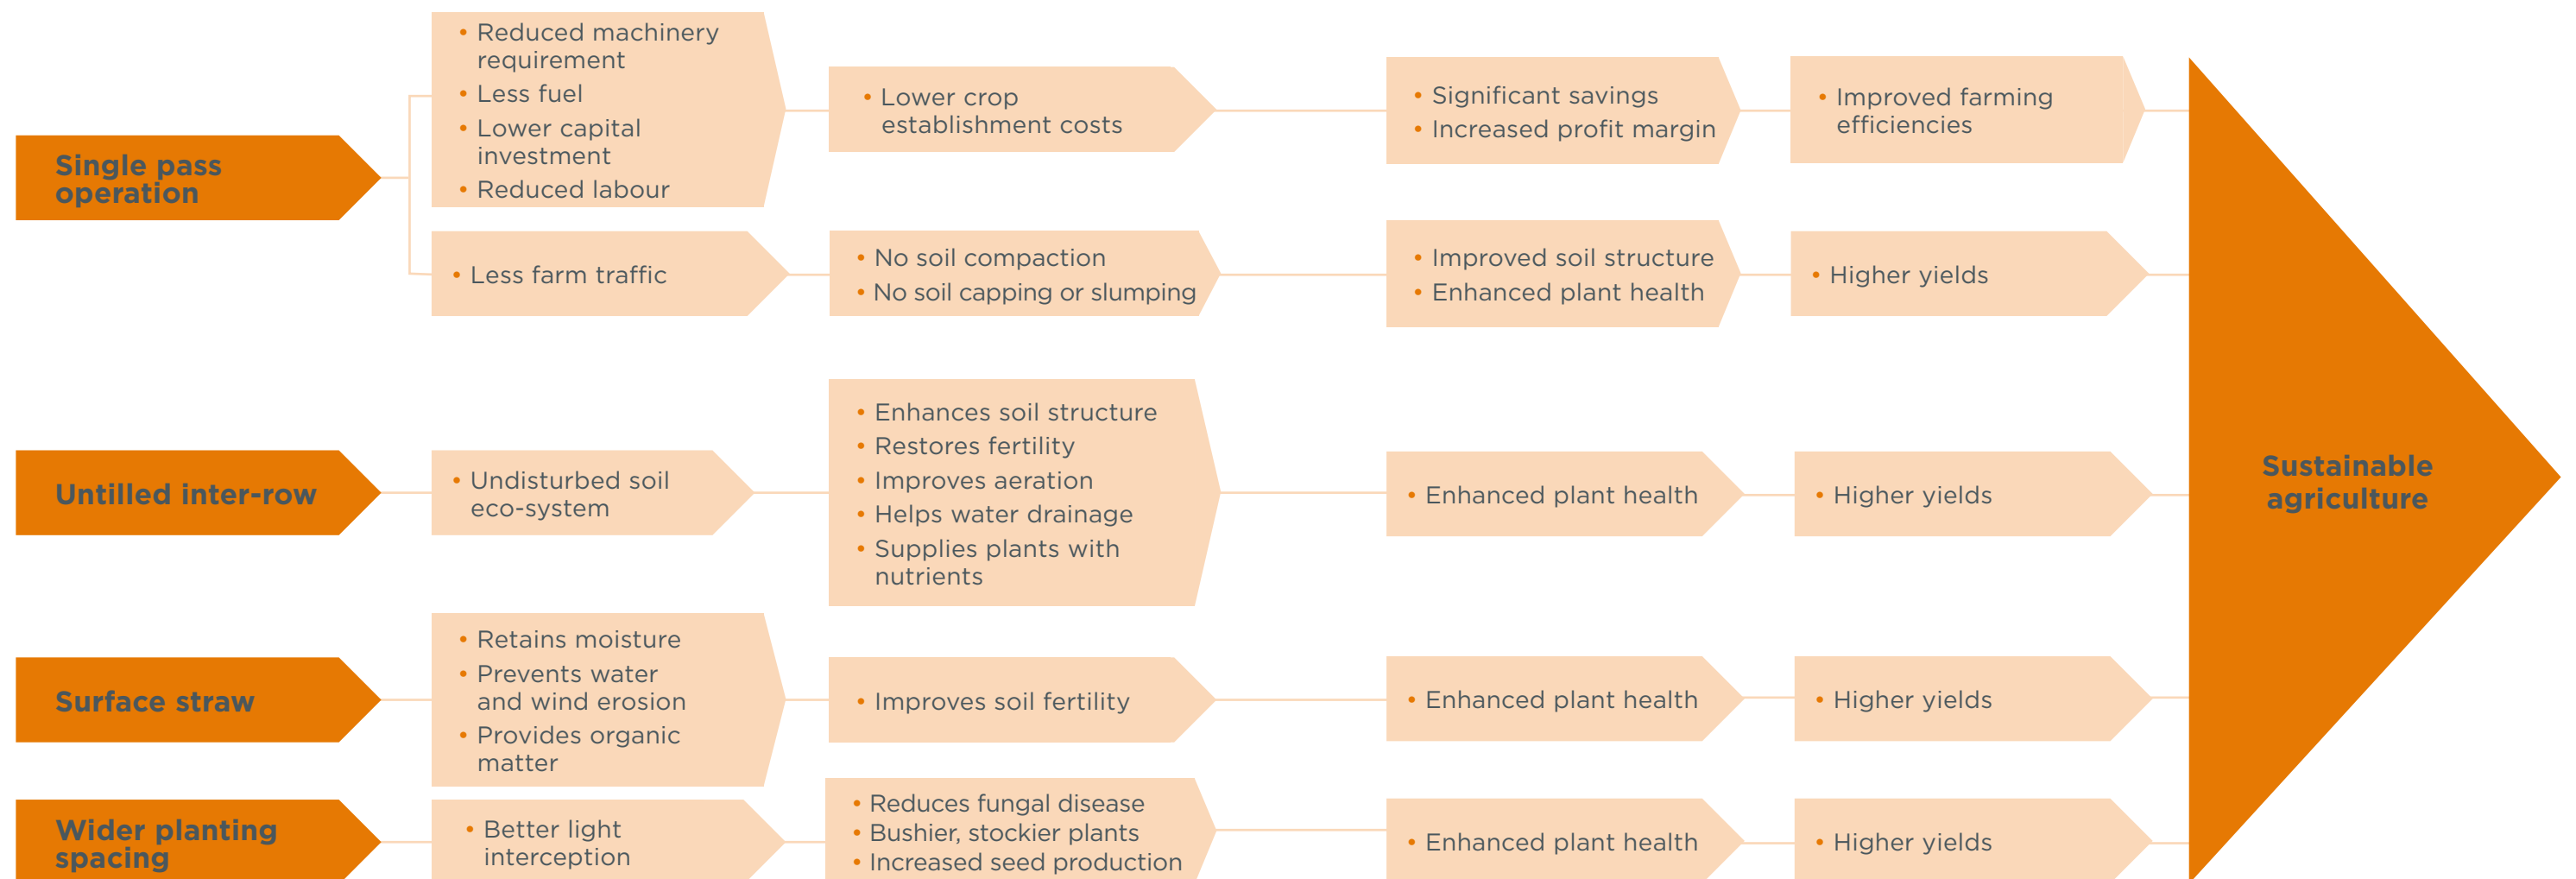 Single pass
operation
• Reduced machinery
requirement
• Less fuel
• Lower capital
investment
• Reduced labour
• Lower crop
establishment costs
• Significant savings
• Increased profit margin
• Improved farming
efficiencies
• Less farm traffic
• No soil compaction
• No soil capping or slumping
• Improved soil structure
• Enhanced plant health
• Higher yields
Untilled inter-row
• Undisturbed soil
eco-system
• Enhances soil structure
• Restores fertility
• Improves aeration
• Helps water drainage
• Supplies plants with
nutrients
• Enhanced plant health
• Higher yields
Surface straw
• Retains moisture
• Prevents water
and wind erosion
• Provides organic
matter
• Improves soil fertility
• Enhanced plant health
• Higher yields
Wider planting
spacing
• Better light
interception
• Reduces fungal disease
• Bushier, stockier plants
• Increased seed production
• Enhanced plant health
• Higher yields
Sustainable
agriculture